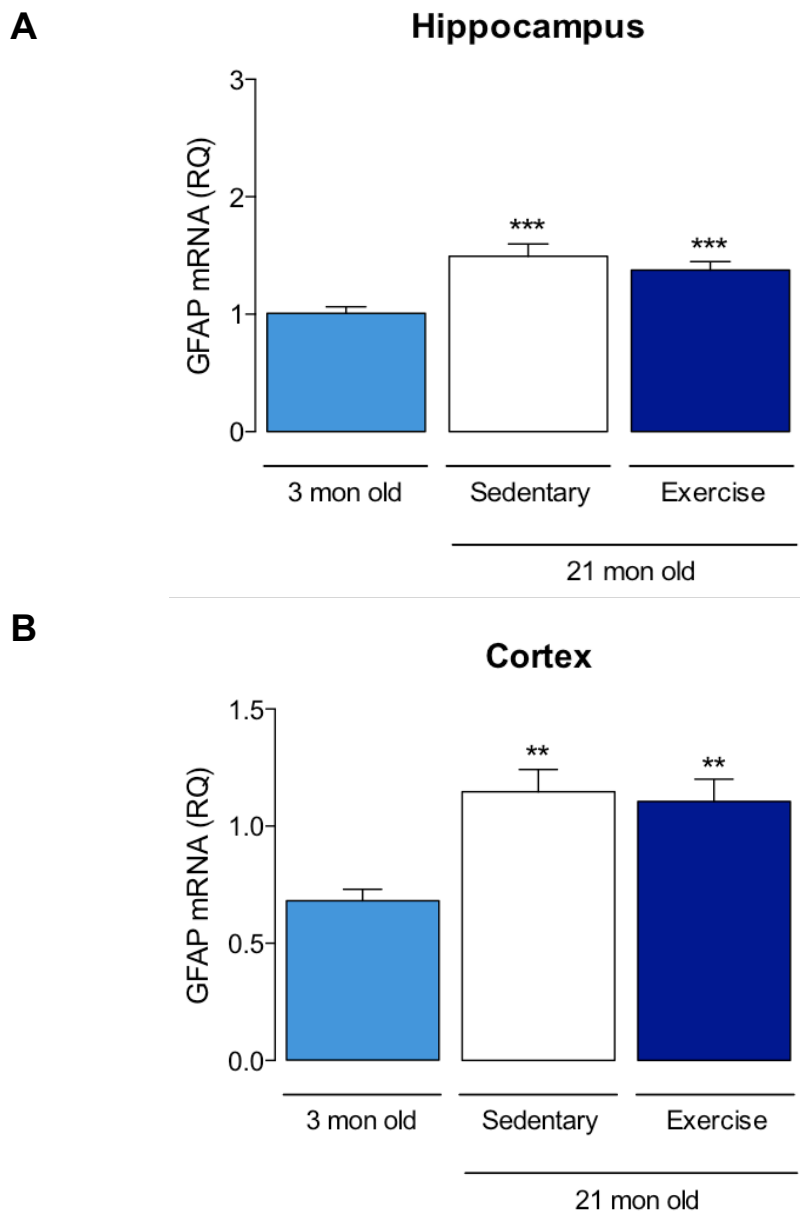 A
Hippocampus
3
2
1
0
GFAP mRNA (RQ)
***
***
3 mon old
Sedentary
Exercise
21 mon old
B
Cortex
1.5
1.0
0.5
0.0
GFAP mRNA (RQ)
**
**
3 mon old
Sedentary
Exercise
21 mon old